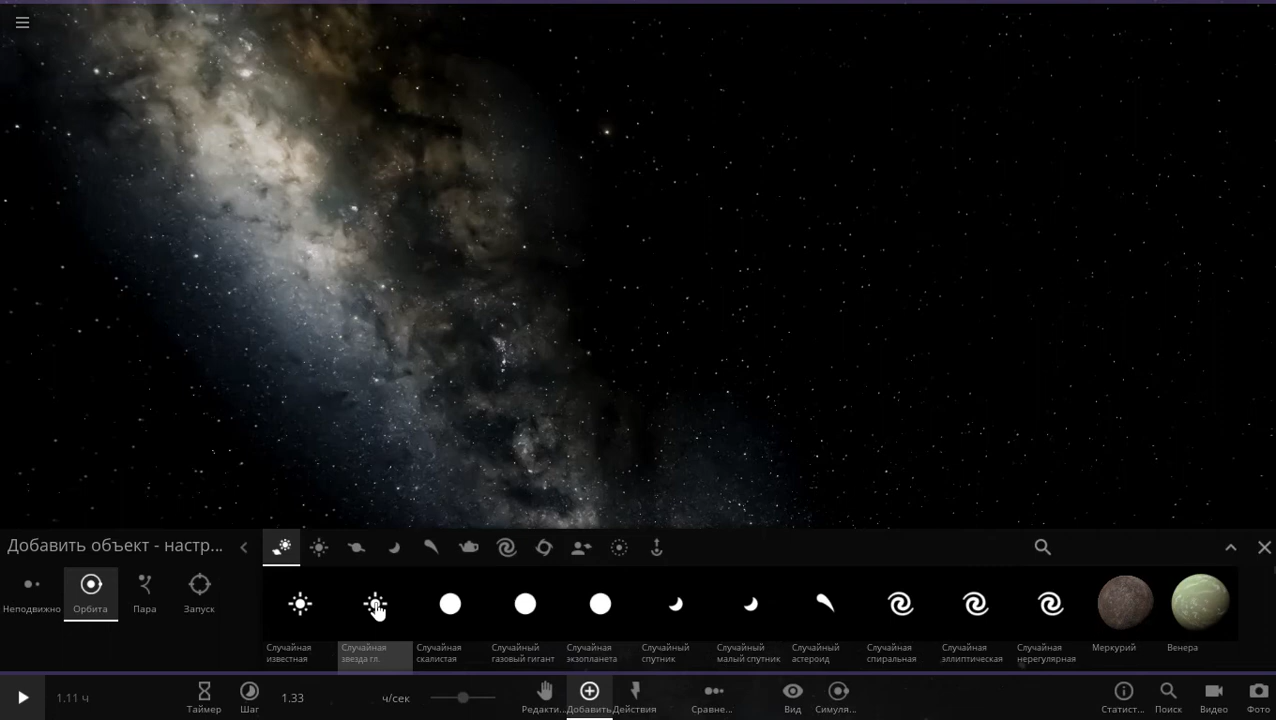 Добавить объект - настр...
Неподвижно
Орбита
Пара
Запуск
Случайная известная
Случайная звезда гл.
Случайная скалистая
Случайный газовый гигант
Случайная экзопланета
Случайный спутник
Случайный малый спутник
Случайный астероид
Случайная спиральная
Случайная эллиптическая
Случайная нерегулярная
Меркурий
Венера
1.11 ч
Таймер
Шаг
1.33
ч/сек
Редакти...
Добавить
Действия
Сравне...
Вид
Симуля...
Статист...
Поиск
Видео
Фото